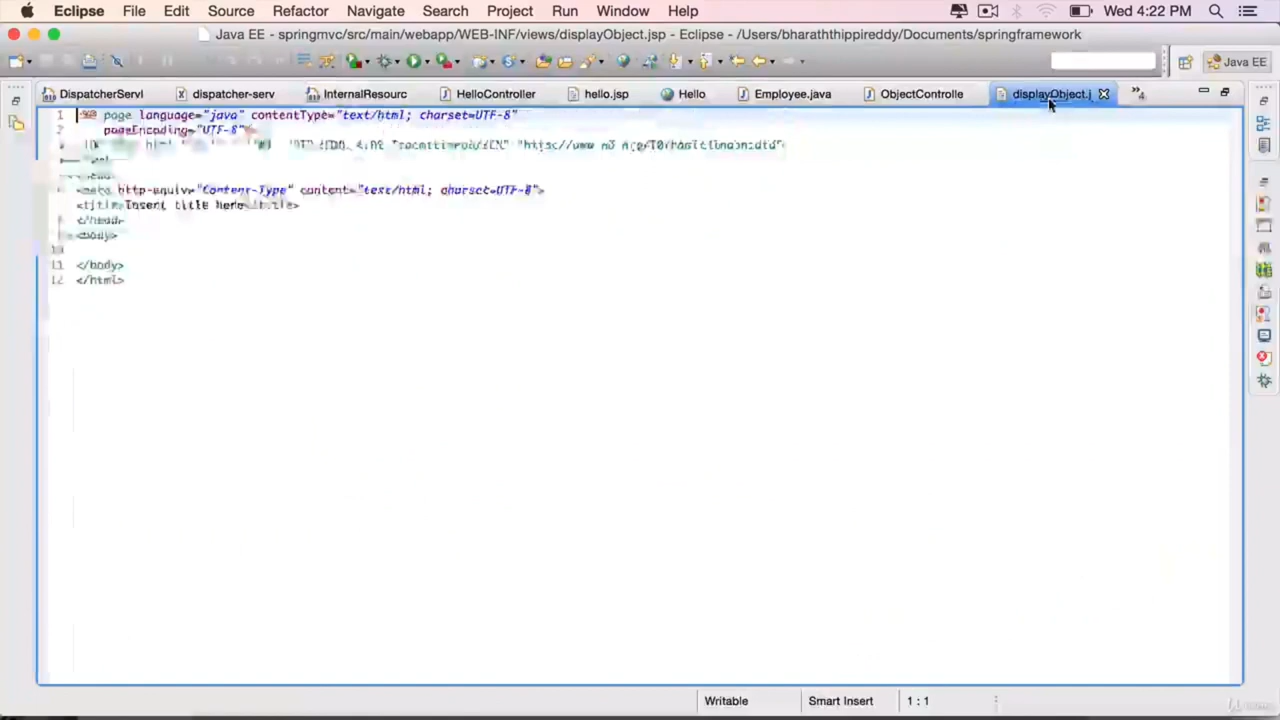 Eclipse File Edit Source Refactor Navigate Search Project Run Window Help Wed 4:22 PM
Java EE - springmvc/src/main/webapp/WEB-INF/views/displayObject.jsp - Eclipse - /Users/bharaththippireddy/Documents/springframework
Java EE
DispatcherServl dispatcher-serv InternalResourc HelloController hello.jsp Hello Employee.java ObjectControlle displayObject.j 4
1 <%@ page language="java" contentType="text/html; charset=UTF-8"
2 pageEncoding="UTF-8"
<meta http-equiv="Content-Type" content="text/html; charset=UTF-8">
<title>Insert title here</title>
</head>
<body>
10
11 </body>
12 </html>
Writable Smart Insert 1 : 1